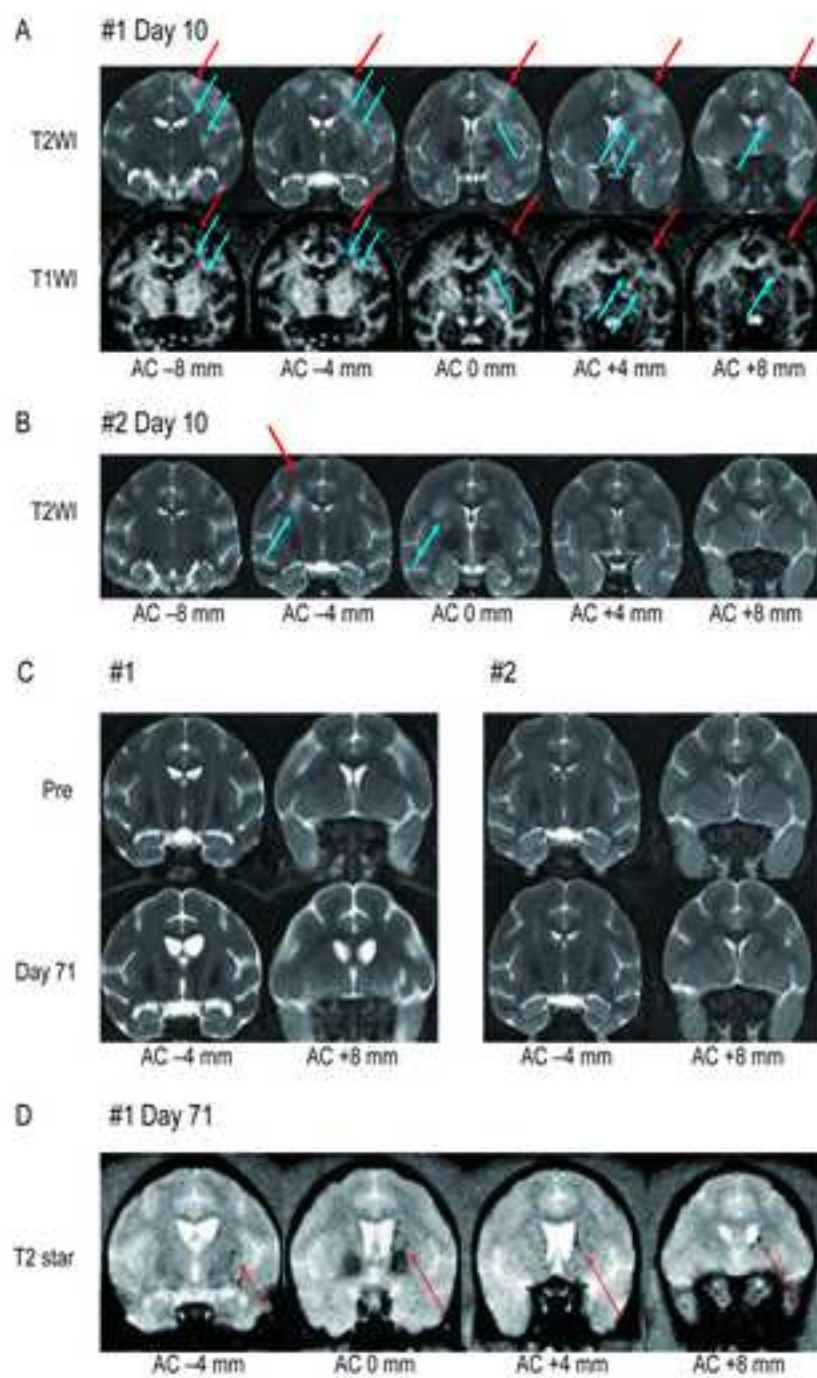 A #1 Day 10
T2WI
T1WI
AC –8 mm AC –4 mm AC 0 mm AC +4 mm AC +8 mm
B #2 Day 10
T2WI
AC –8 mm AC –4 mm AC 0 mm AC +4 mm AC +8 mm
C #1 #2
Pre
Day 71
AC –4 mm AC +8 mm AC –4 mm AC +8 mm
D #1 Day 71
T2 star
AC –4 mm AC 0 mm AC +4 mm AC +8 mm